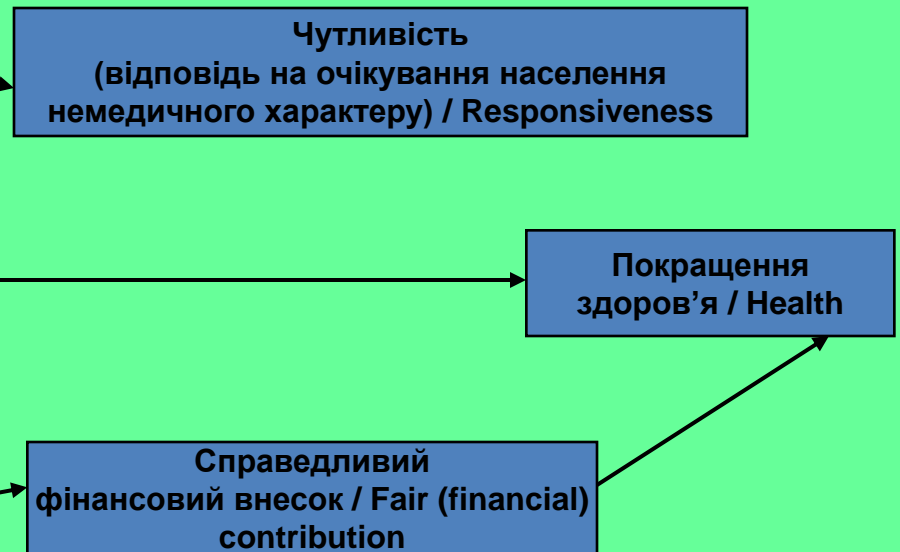 Чутливість
(відповідь на очікування населення
немедичного характеру) / Responsiveness
Покращення
здоров’я / Health
Справедливий
фінансовий внесок / Fair (financial)
contribution